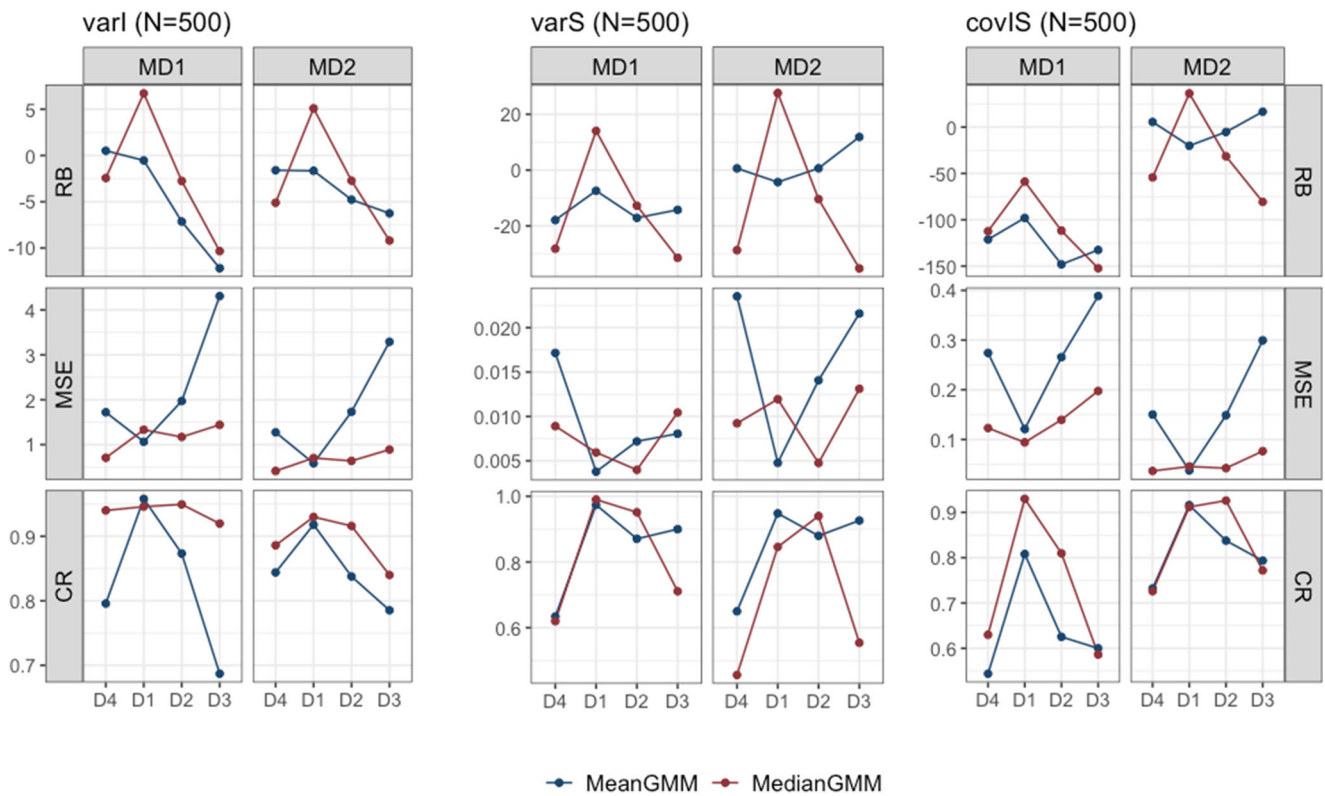 varI (N=500)
varS (N=500)
covIS (N=500)
MD1
MD2
MD1
MD2
MD1
MD2
RB
5
0
-5
-10
20
0
-20
0
-50
-100
-150
RB
MSE
4
3
2
1
0.020
0.015
0.010
0.005
0.4
0.3
0.2
0.1
MSE
CR
0.9
0.8
0.7
1.0
0.8
0.6
0.9
0.8
0.7
0.6
CR
D4 D1 D2 D3
D4 D1 D2 D3
D4 D1 D2 D3
D4 D1 D2 D3
D4 D1 D2 D3
D4 D1 D2 D3
MeanGMM MedianGMM